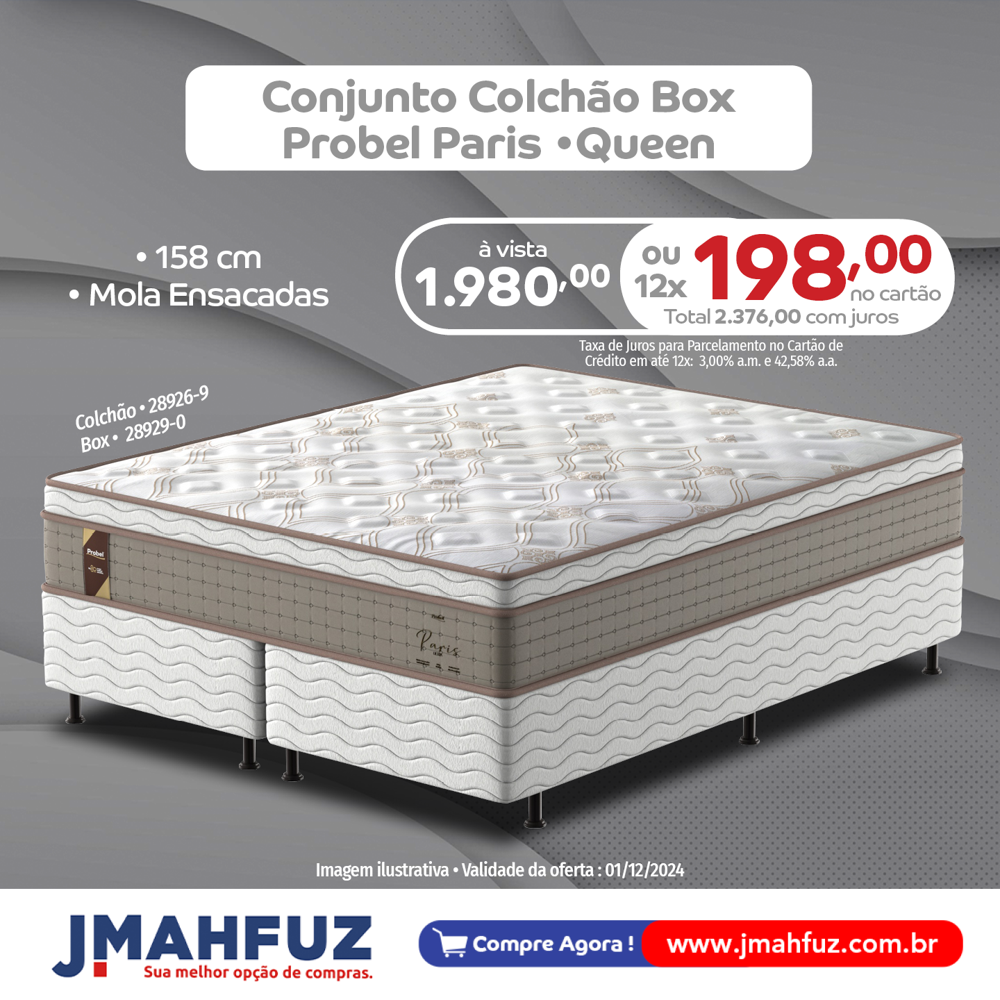 Conjunto Colchão Box
Probel Paris •Queen
• 158 cm
• Mola Ensacadas
à vista
1.980,00
ou
12x
198,00
no cartão
Total 2.376,00 com juros
Taxa de Juros para Parcelamento no Cartão de
Crédito em até 12x: 3,00% a.m. e 42,58% a.a.
Colchão • 28926-9
Box • 28929-0
Probel
Paris
Imagem ilustrativa • Validade da oferta : 01/12/2024
JMAHFUZ
Sua melhor opção de compras.
Compre Agora !
www.jmahfuz.com.br